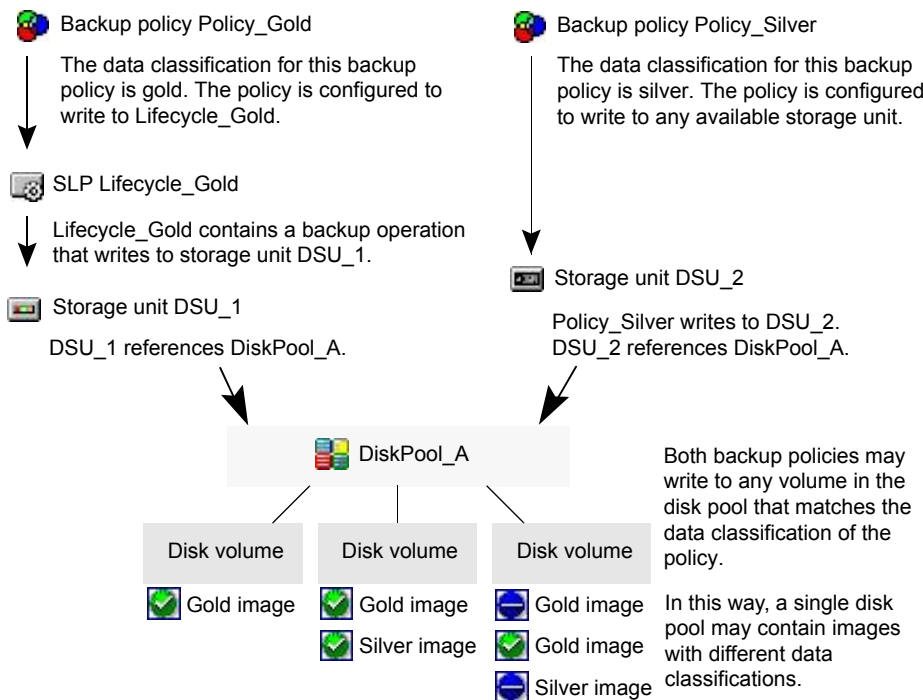 Backup policy Policy_Gold
The data classification for this backup
policy is gold. The policy is configured to
write to Lifecycle_Gold.
SLP Lifecycle_Gold
Lifecycle_Gold contains a backup operation
that writes to storage unit DSU_1.
Storage unit DSU_1
DSU_1 references DiskPool_A.
Backup policy Policy_Silver
The data classification for this backup
policy is silver. The policy is configured
to write to any available storage unit.
Storage unit DSU_2
Policy_Silver writes to DSU_2.
DSU_2 references DiskPool_A.
DiskPool_A
Disk volume
Gold image
Disk volume
Gold image
Silver image
Disk volume
Gold image
Gold image
Silver image
Both backup policies may
write to any volume in the
disk pool that matches the
data classification of the
policy.
In this way, a single disk
pool may contain images
with different data
classifications.